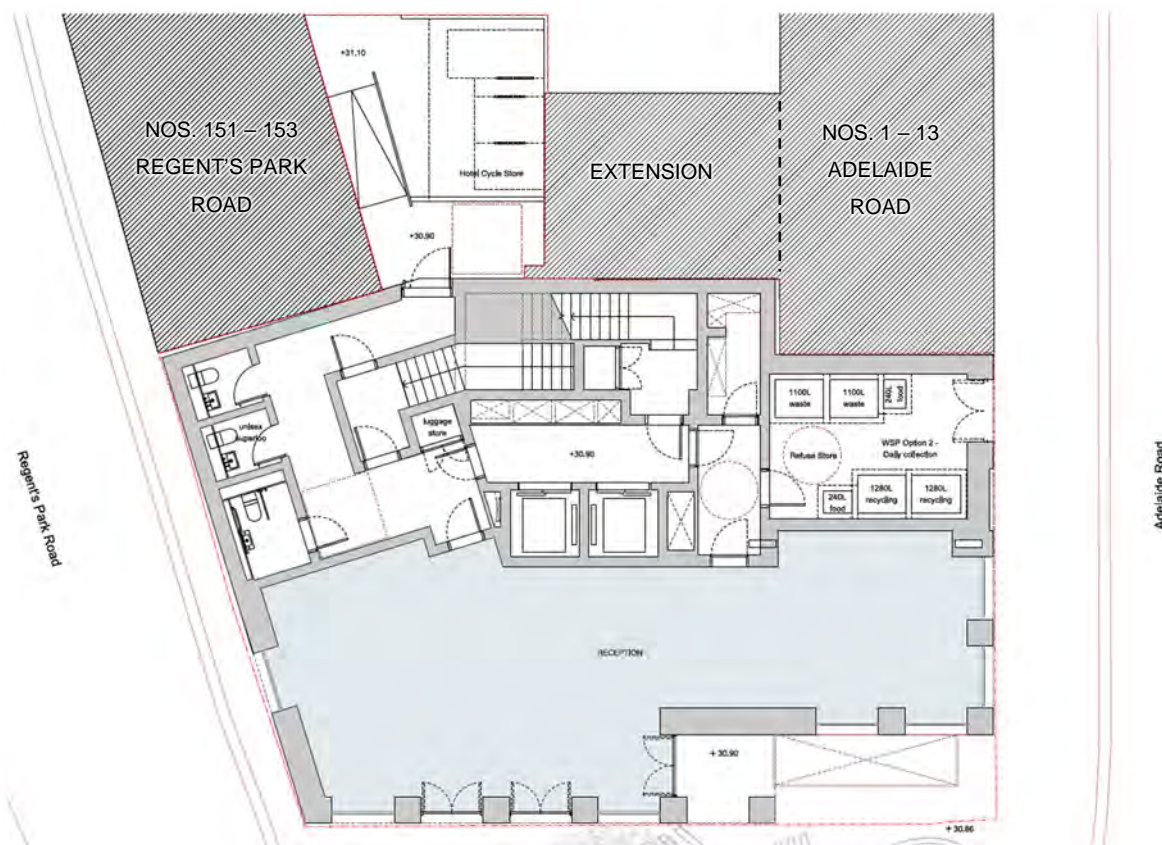 +31.10
NOS. 151 – 153
REGENT'S PARK
ROAD
Hotel Cycle Store
EXTENSION
NOS. 1 – 13
ADELAIDE
ROAD
+30.90
1100L
waste
1100L
waste
240L
food
unisex
superloo
luggage
store
+30.90
Refuse Store
WSP Option 2 -
Daily collection
240L
food
1280L
recycling
1280L
recycling
Regent's Park Road
Adelaide Road
RECEPTION
+ 30.90
+ 30.86